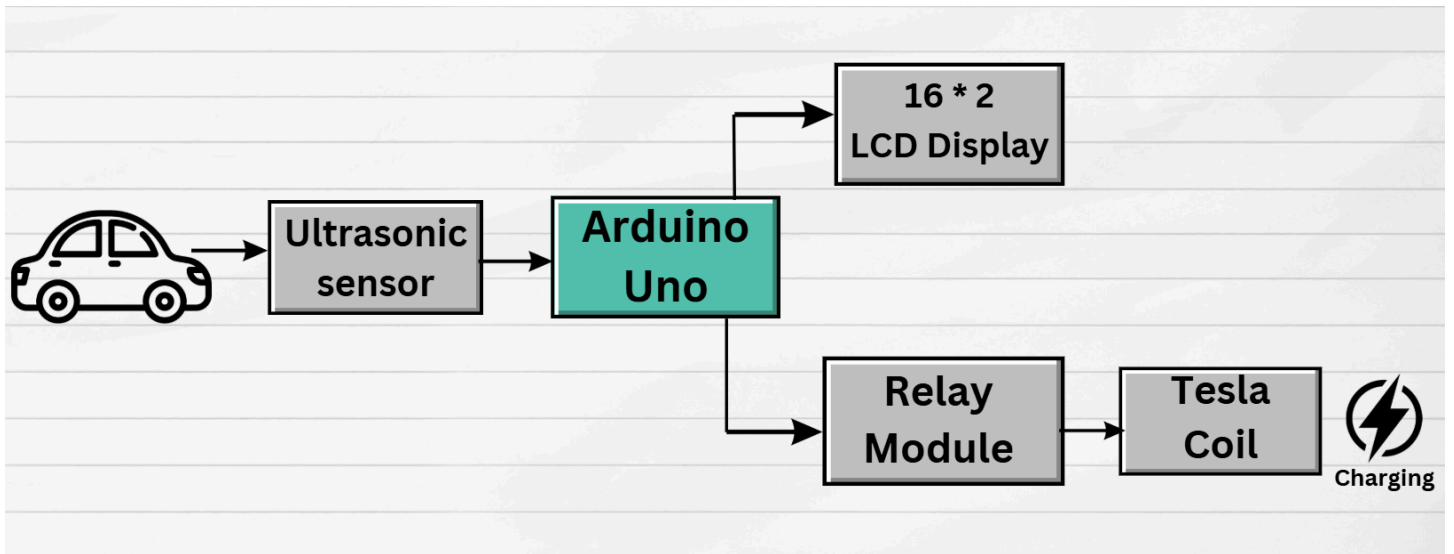 Ultrasonic
sensor
Arduino
Uno
16 * 2
LCD Display
Relay
Module
Tesla
Coil
Charging